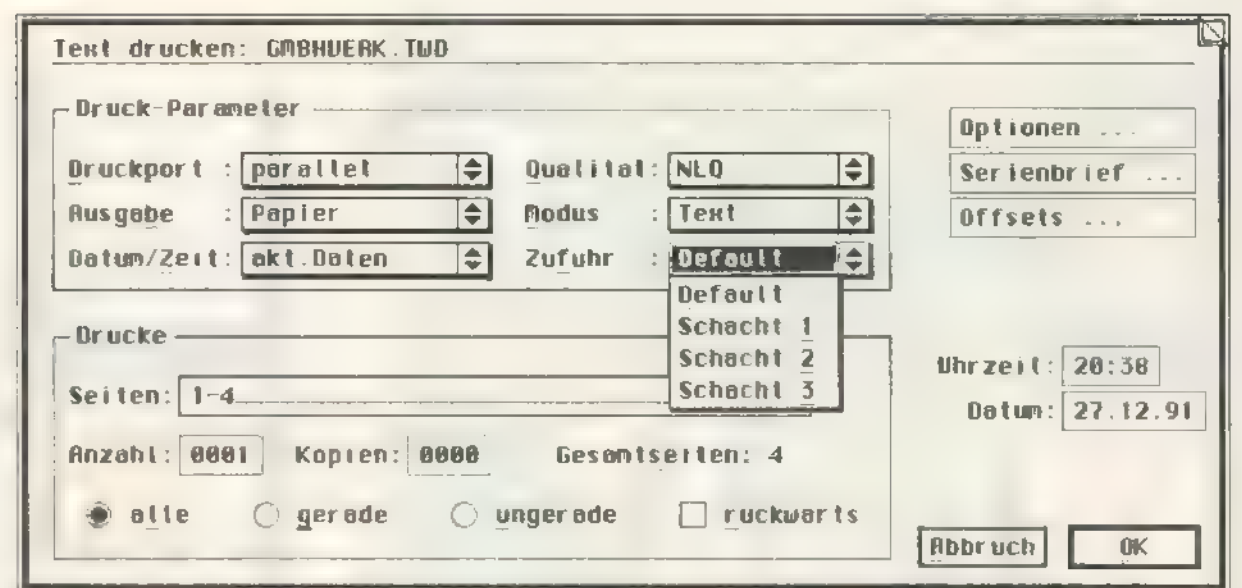 Text drucken: GMBHWERK.TWD
Druck-Parameter
Druckport : parallel
Qualität: NLQ
Ausgabe : Papier
Modus : Text
Datum/Zeit: akt.Daten
Zufuhr : Default
Default
Schacht 1
Schacht 2
Schacht 3
Optionen ...
Serienbrief ...
Offsets ...
Drucke
Seiten: 1-4
Anzahl: 0001 Kopien: 0000 Gesamtseiten: 4
alle gerade ungerade rückwärts
Uhrzeit: 20:38
Datum: 27.12.91
Abbruch OK